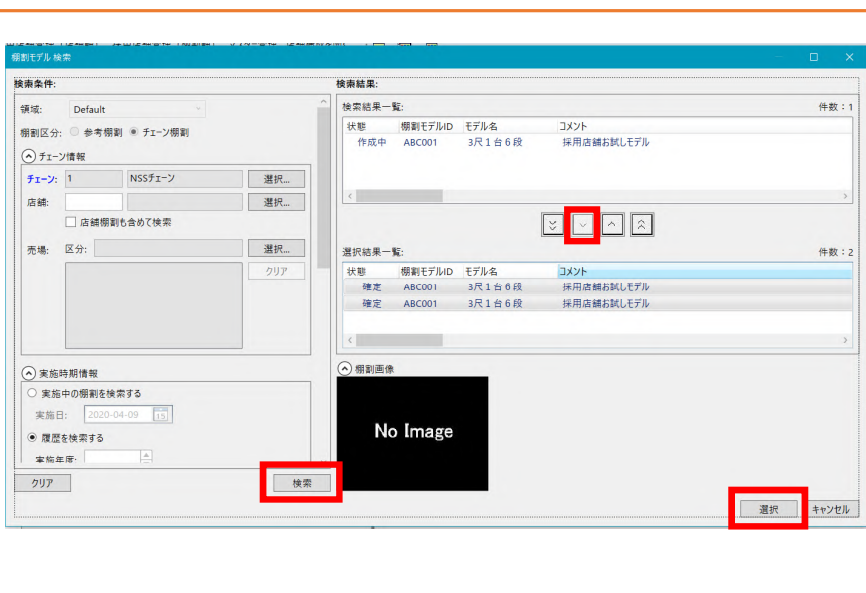 棚割モデル 検索
検索条件:
領域: Default
棚割区分: 参考棚割 チェーン棚割
チェーン情報
チェーン: 1 NSSチェーン 選択...
店舗: 選択...
店舗棚割も含めて検索
売場: 区分: 選択...
クリア
実施時期情報
実施中の棚割を検索する
実施日: 2020-04-09 15
履歴を検索する
実施年度:
クリア 検索
検索結果:
検索結果一覧: 件数：1
状態 棚割モデルID モデル名 コメント
作成中 ABC001 3尺１台６段 採用店舗お試しモデル
選択結果一覧: 件数：2
状態 棚割モデルID モデル名 コメント
確定 ABC001 3尺１台６段 採用店舗お試しモデル
確定 ABC001 3尺１台６段 採用店舗お試しモデル
棚割画像
No Image
選択 キャンセル